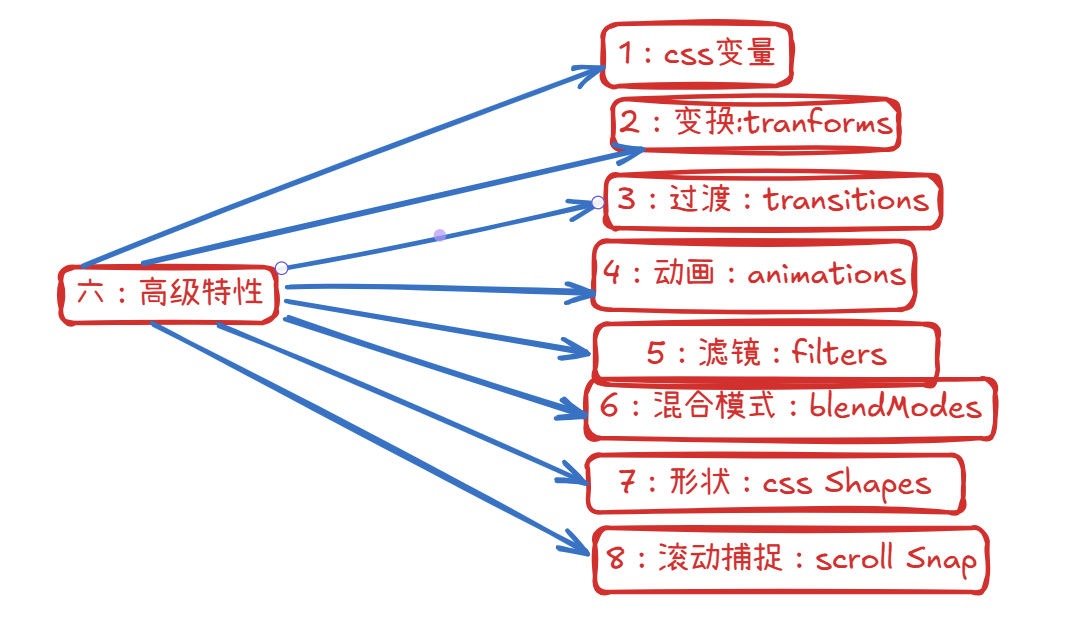 1：css变量
2：变换:tranforms
3：过渡：transitions
六：高级特性
4：动画：animations
5：滤镜：filters
6：混合模式：blendModes
7：形状：css Shapes
8：滚动捕捉：scroll Snap